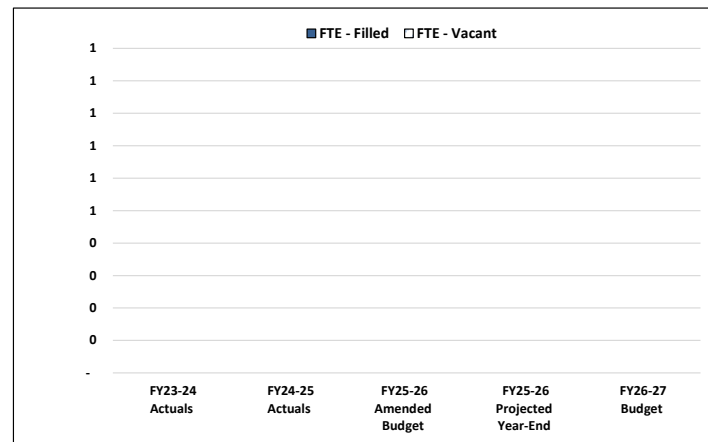 FTE - Filled FTE - Vacant
1
1
1
1
1
1
0
0
0
0
-
FY23-24 FY24-25 FY25-26 FY25-26 FY26-27
Actuals Actuals Amended Projected Budget
Budget Year-End